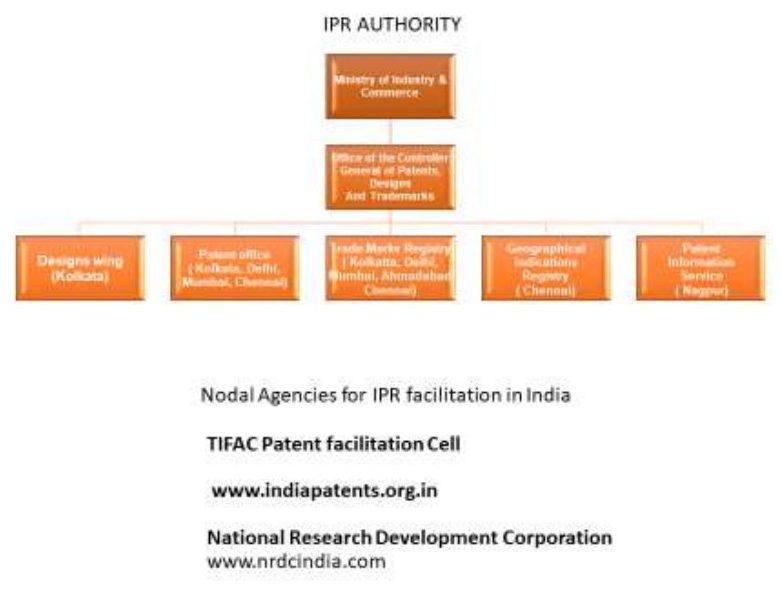 IPR AUTHORITY
Ministry of Industry &
Commerce
Office of the Controller
General of Patents,
Designs
And Trademarks
Designs wing
(Kolkata)
Patent office
( Kolkata, Delhi,
Mumbai, Chennai)
Trade Marks Registry
( Kolkatta, Delhi,
Mumbai, Ahmadabad
Chennai)
Geographical
Indications
Registry
( Chennai)
Patent
Information
Service
( Nagpur)
Nodal Agencies for IPR facilitation in India
TIFAC Patent facilitation Cell
www.indiapatents.org.in
National Research Development Corporation
www.nrdcindia.com